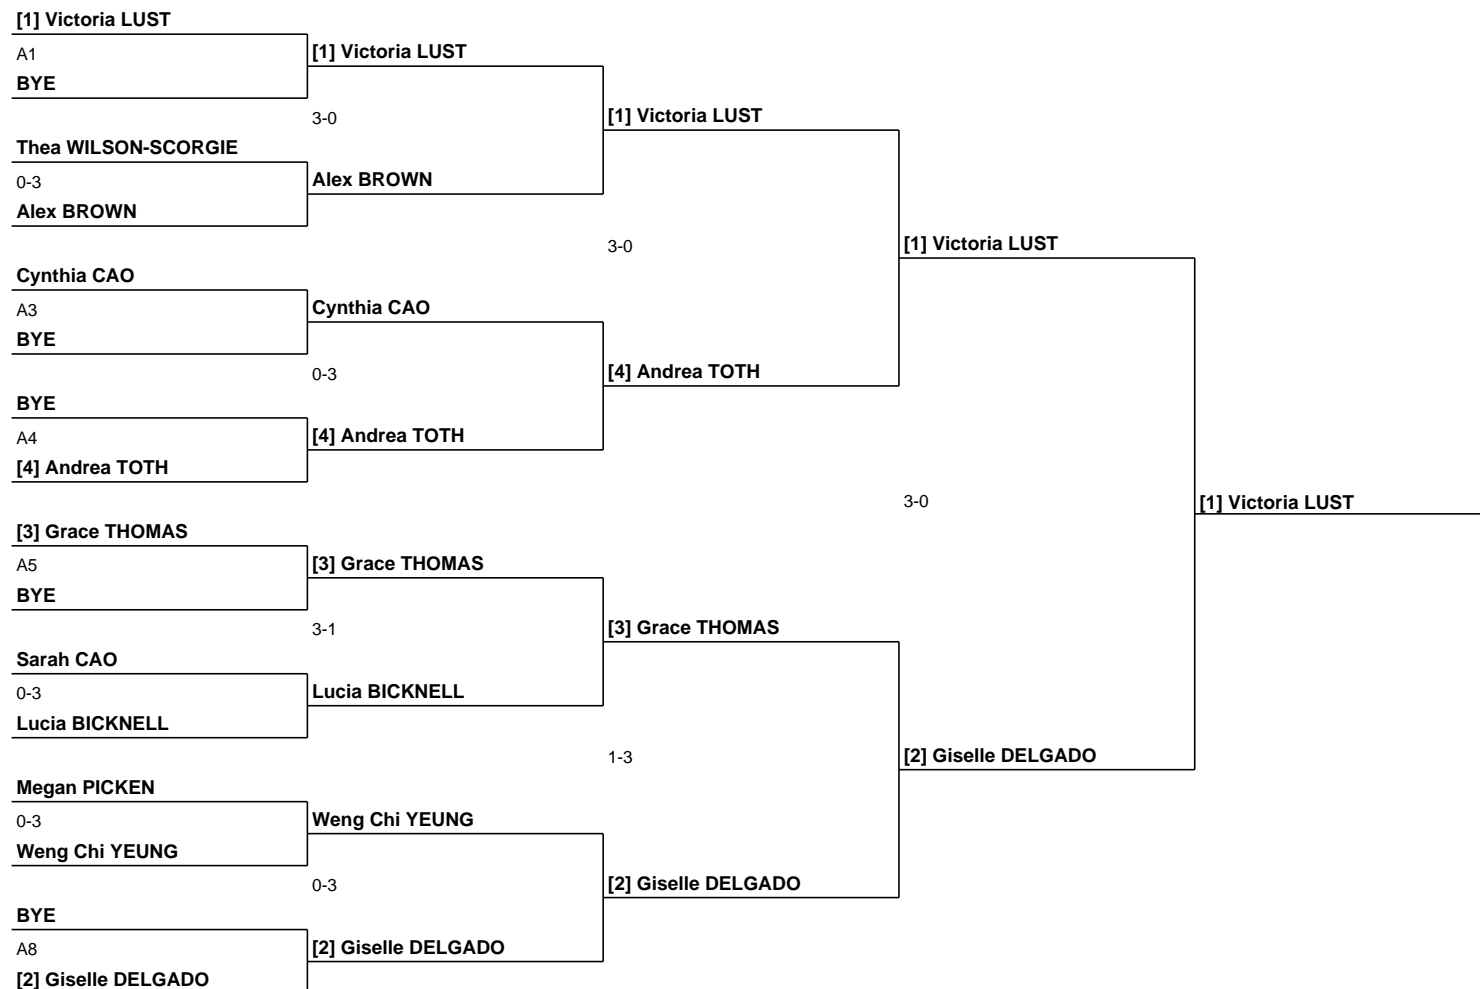 [1] Victoria LUST
A1
BYE
Thea WILSON-SCORGIE
0-3
Alex BROWN
Cynthia CAO
A3
BYE
BYE
A4
[4] Andrea TOTH
[3] Grace THOMAS
A5
BYE
Sarah CAO
0-3
Lucia BICKNELL
Megan PICKEN
0-3
Weng Chi YEUNG
BYE
A8
[2] Giselle DELGADO
[1] Victoria LUST
3-0
Alex BROWN
Cynthia CAO
0-3
[4] Andrea TOTH
[3] Grace THOMAS
3-1
Lucia BICKNELL
Weng Chi YEUNG
0-3
[2] Giselle DELGADO
[1] Victoria LUST
3-0
[4] Andrea TOTH
[3] Grace THOMAS
1-3
[2] Giselle DELGADO
[1] Victoria LUST
3-0
[2] Giselle DELGADO
[1] Victoria LUST